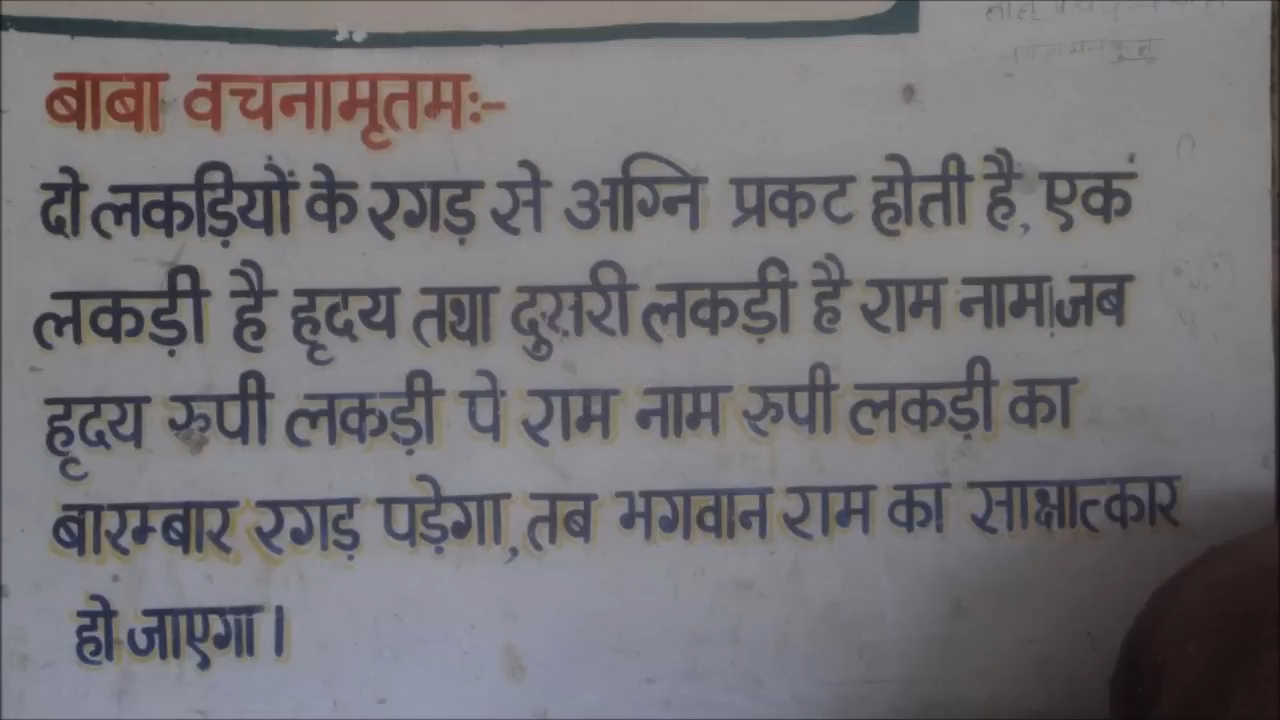 बाबा वचनामृतमः-
दो लकड़ियों के रगड़ से अग्नि प्रकट होती है, एकं
लकड़ी है हृदय तथा दुसरी लकड़ी है राम नाम।जब
हृदय रुपी लकड़ी पे राम नाम रुपी लकड़ी का
बारम्बार रगड़ पड़ेगा,तब भगवान राम का साक्षात्कार
हो जाएगा।